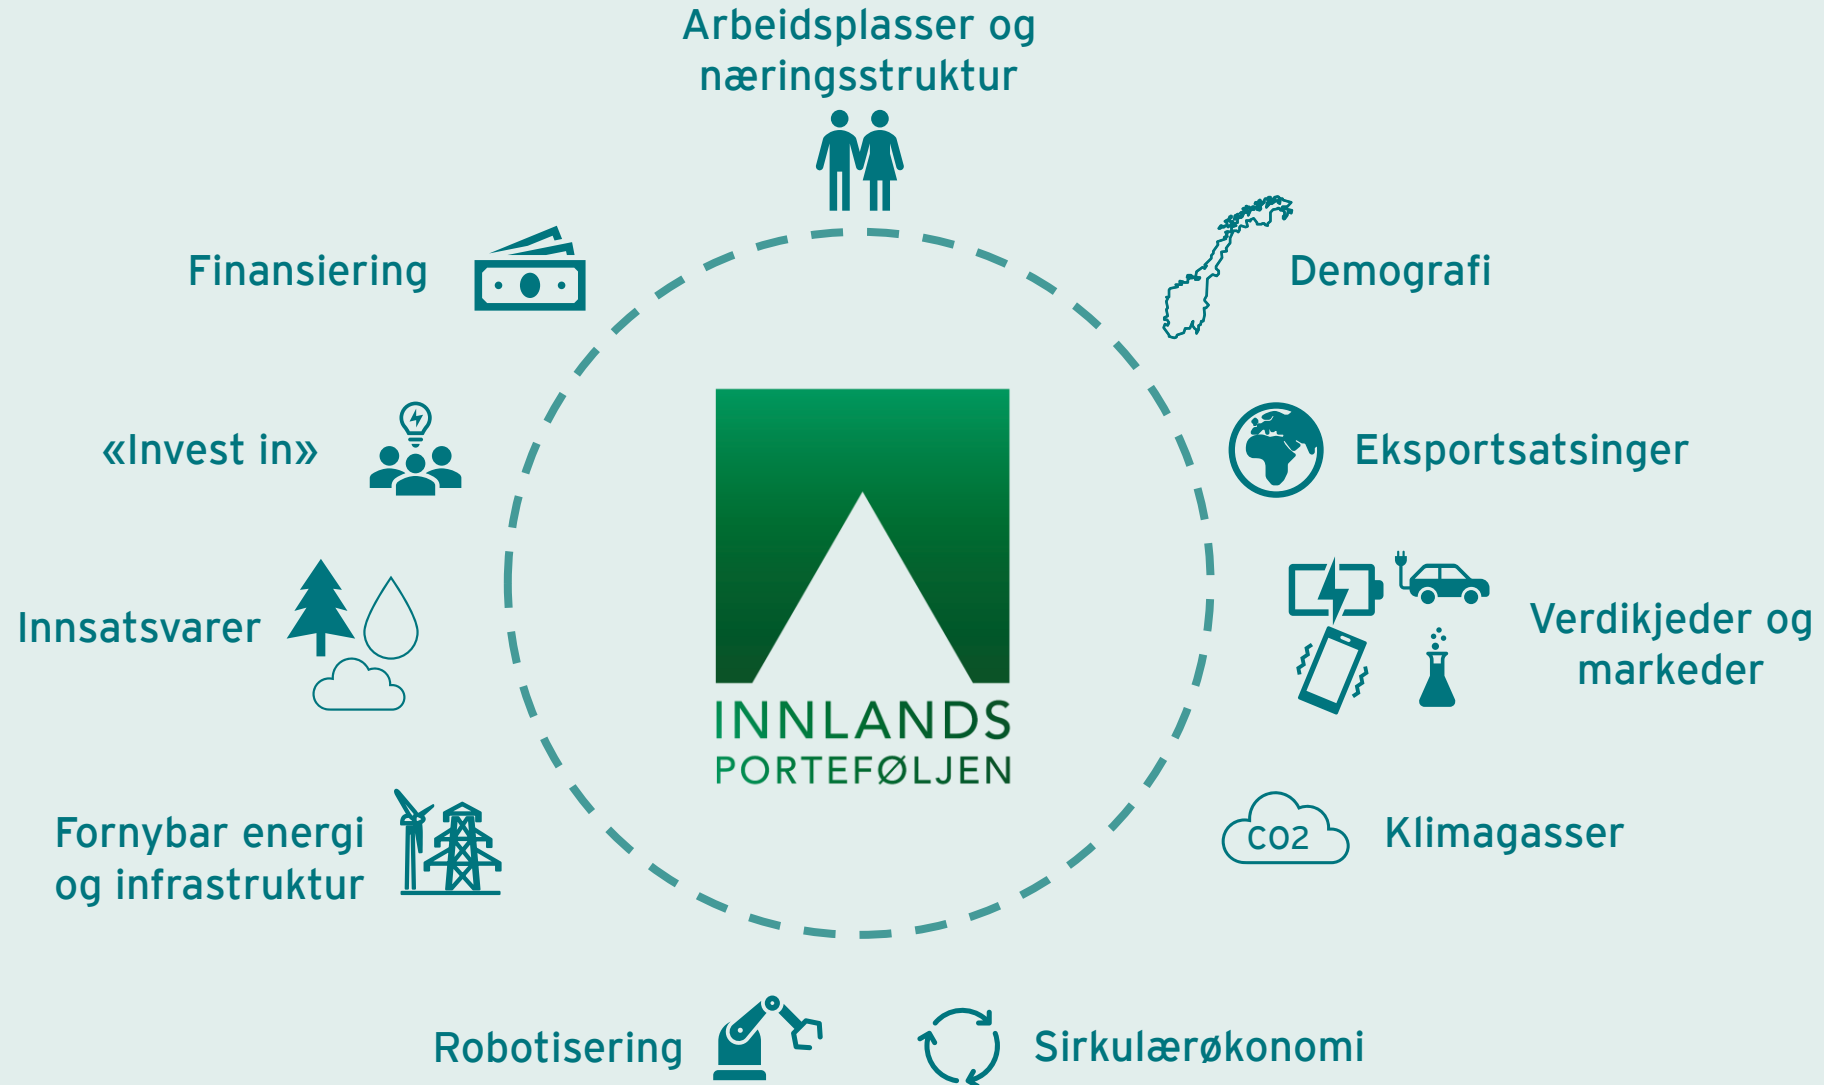 Arbeidsplasser og
næringsstruktur
Finansiering
Demografi
«Invest in»
Eksportsatsinger
Innsatsvarer
Verdikjeder og
markeder
INNLANDS
PORTEFØLJEN
Fornybar energi
og infrastruktur
CO2
Klimagasser
Robotisering
Sirkulærøkonomi